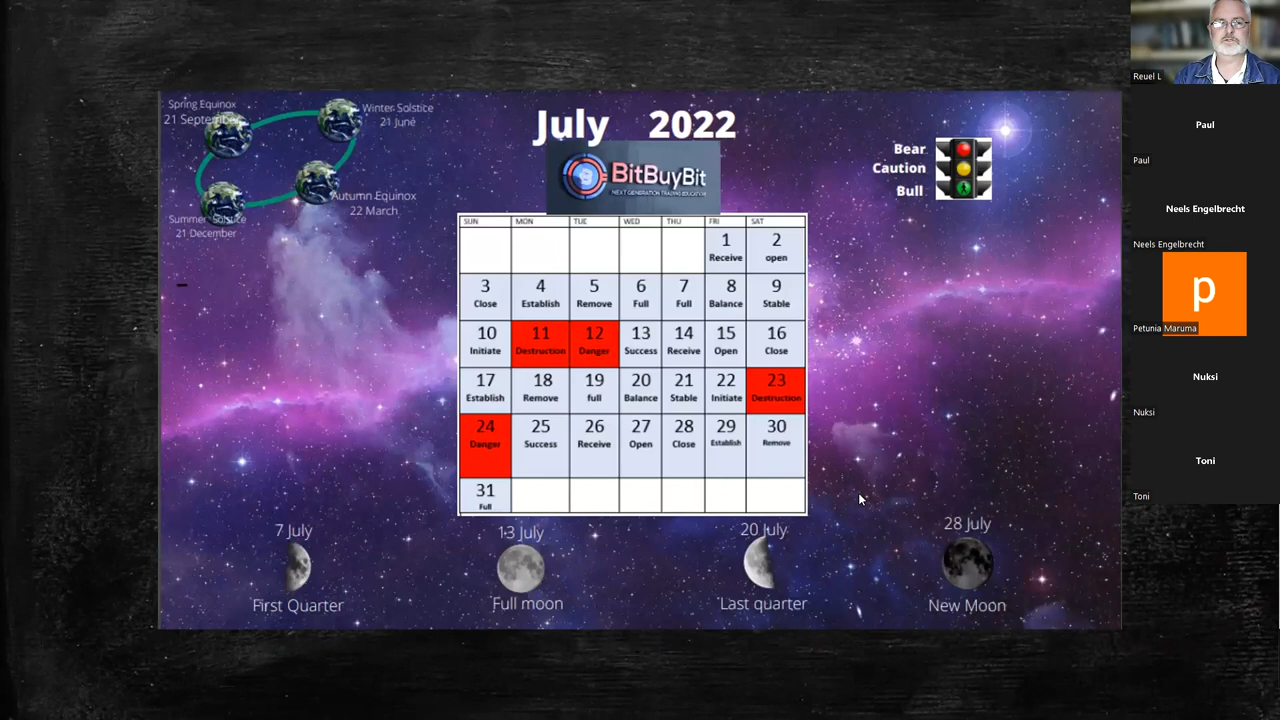 Spring Equinox
21 September
Winter Solstice
21 June
Autumn Equinox
22 March
Summer Solstice
21 December
July 2022
BitBuyBit
NEXT GENERATION TRADING EDUCATION
Bear
Caution
Bull
SUN MON TUE WED THU FRI SAT
1 2
Receive open
3 4 5 6 7 8 9
Close Establish Remove Full Full Balance Stable
10 11 12 13 14 15 16
Initiate Destruction Danger Success Receive Open Close
17 18 19 20 21 22 23
Establish Remove full Balance Stable Initiate Destruction
24 25 26 27 28 29 30
Danger Success Receive Open Close Establish Remove
31
Full
7 July
First Quarter
13 July
Full moon
20 July
Last quarter
28 July
New Moon
Reuel L
Paul
Paul
Neels Engelbrecht
Neels Engelbrecht
p
Petunia Maruma
Nuksi
Nuksi
Toni
Toni